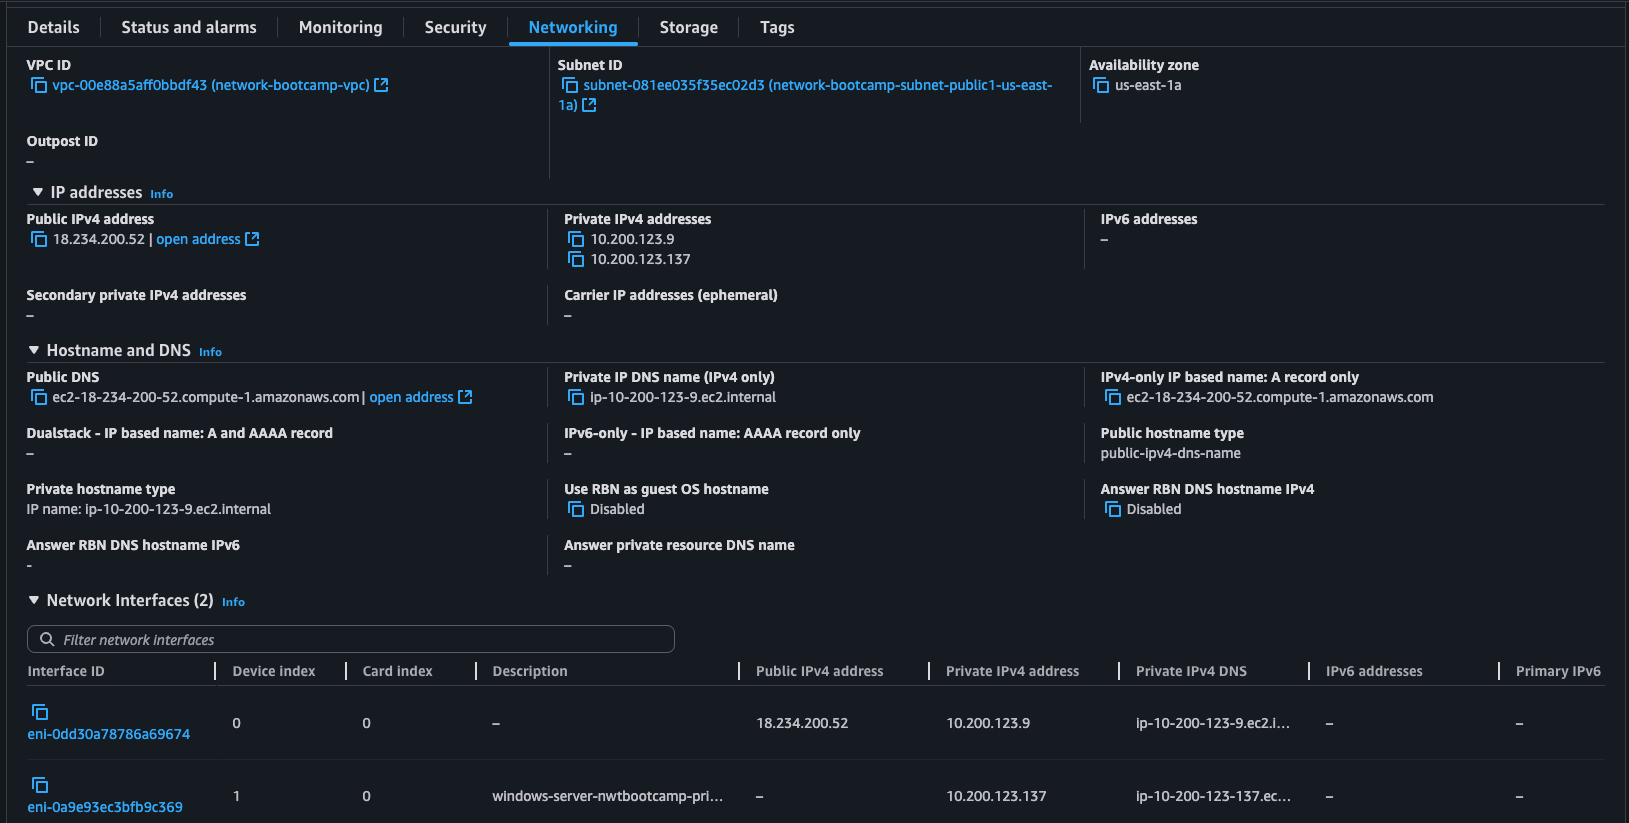 Details
Status and alarms
Monitoring
Security
Networking
Storage
Tags
VPC ID
vpc-00e88a5aff0bbdf43 (network-bootcamp-vpc)
Subnet ID
subnet-081ee035f35ec02d3 (network-bootcamp-subnet-public1-us-east-
1a)
Availability zone
us-east-1a
Outpost ID
–
IP addresses Info
Public IPv4 address
18.234.200.52 | open address
Private IPv4 addresses
10.200.123.9
10.200.123.137
IPv6 addresses
–
Secondary private IPv4 addresses
–
Carrier IP addresses (ephemeral)
–
Hostname and DNS Info
Public DNS
ec2-18-234-200-52.compute-1.amazonaws.com | open address
Private IP DNS name (IPv4 only)
ip-10-200-123-9.ec2.internal
IPv4-only IP based name: A record only
ec2-18-234-200-52.compute-1.amazonaws.com
Dualstack - IP based name: A and AAAA record
–
IPv6-only - IP based name: AAAA record only
–
Public hostname type
public-ipv4-dns-name
Private hostname type
IP name: ip-10-200-123-9.ec2.internal
Use RBN as guest OS hostname
Disabled
Answer RBN DNS hostname IPv4
Disabled
Answer RBN DNS hostname IPv6
-
Answer private resource DNS name
–
Network Interfaces (2) Info
Filter network interfaces
Interface ID | Device index | Card index | Description | Public IPv4 address | Private IPv4 address | Private IPv4 DNS | IPv6 addresses | Primary IPv6
eni-0dd30a78786a69674 0 0 – 18.234.200.52 10.200.123.9 ip-10-200-123-9.ec2.i... – –
eni-0a9e93ec3bfb9c369 1 0 windows-server-nwtbootcamp-pri... – 10.200.123.137 ip-10-200-123-137.ec... – –